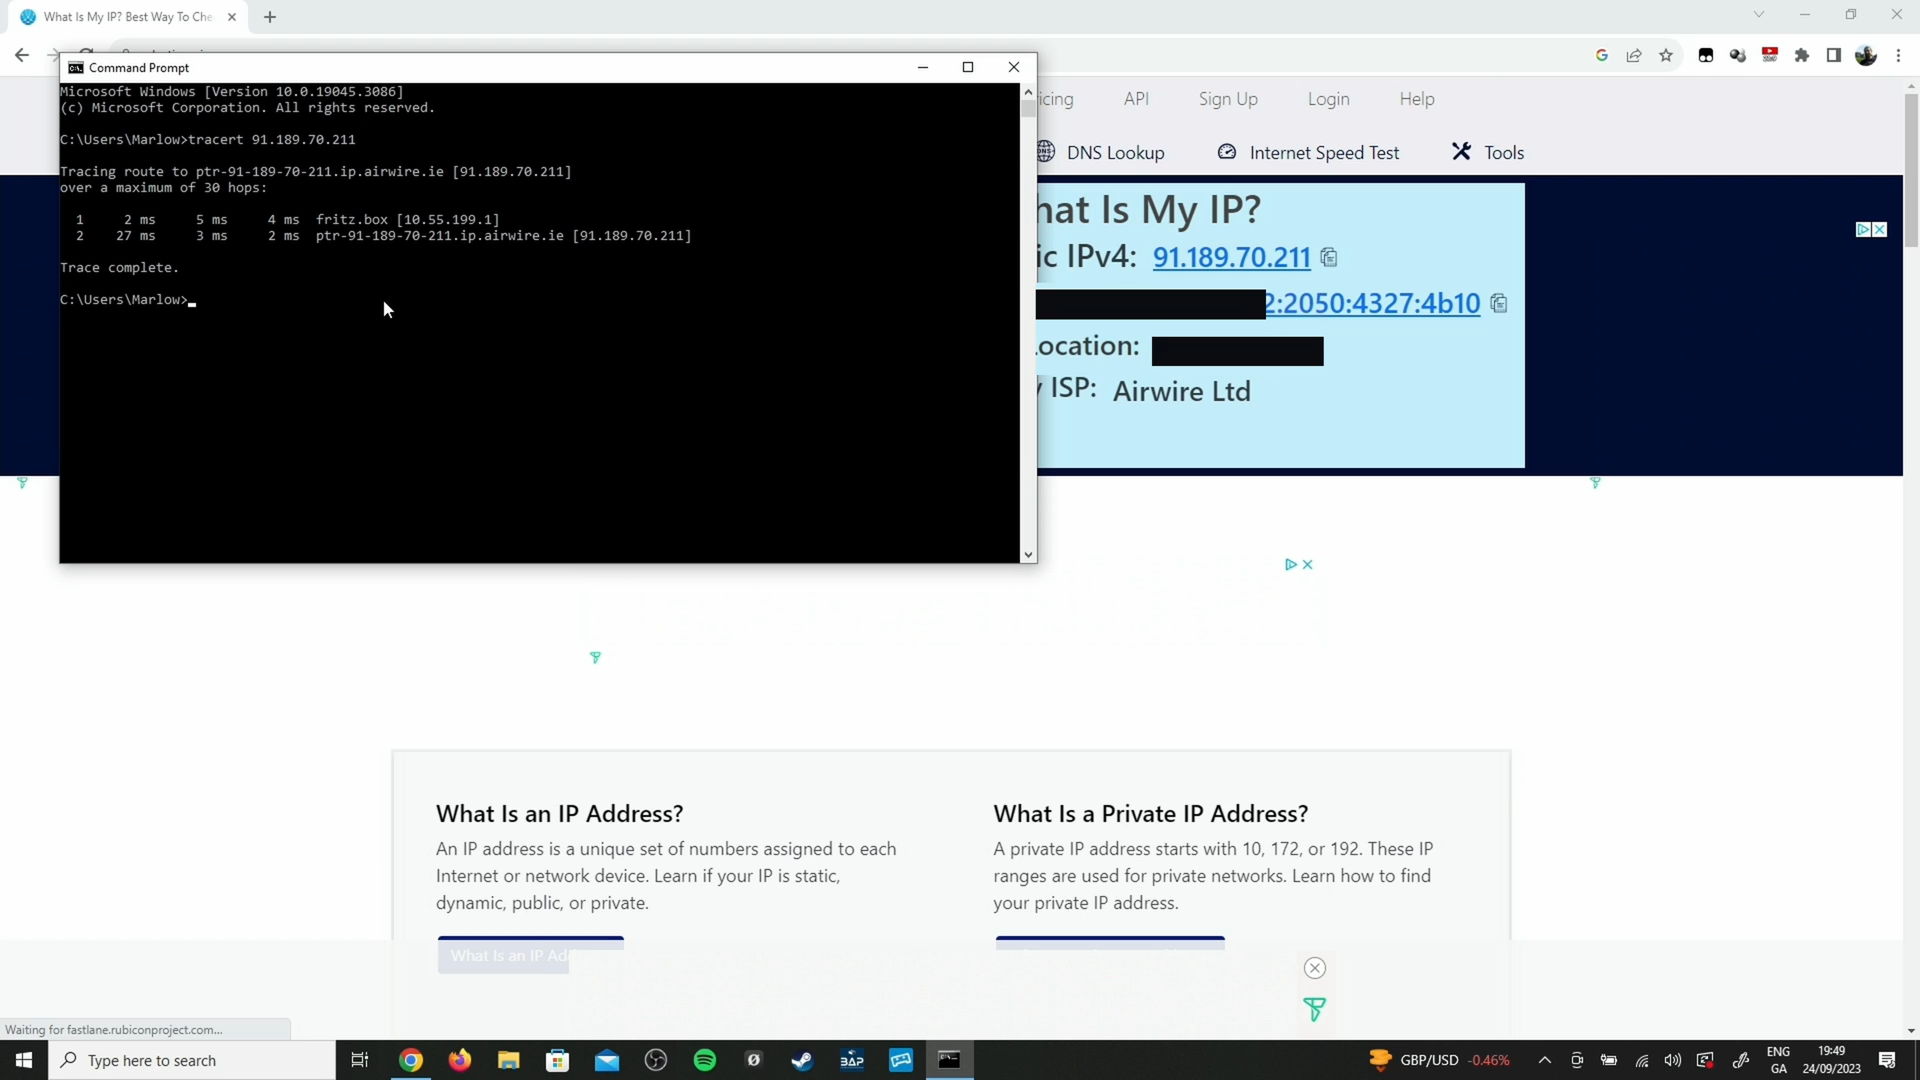 What Is My IP? Best Way To Che
Command Prompt
Microsoft Windows [Version 10.0.19045.3086]
(c) Microsoft Corporation. All rights reserved.
C:\Users\Marlow>tracert 91.189.70.211
Tracing route to ptr-91-189-70-211.ip.airwire.ie [91.189.70.211]
over a maximum of 30 hops:
1 2 ms 5 ms 4 ms fritz.box [10.55.199.1]
2 27 ms 3 ms 2 ms ptr-91-189-70-211.ip.airwire.ie [91.189.70.211]
Trace complete.
C:\Users\Marlow>
ricing API Sign Up Login Help
DNS Lookup Internet Speed Test Tools
hat Is My IP?
ic IPv4: 91.189.70.211
2:2050:4327:4b10
ocation:
ISP: Airwire Ltd
What Is an IP Address?
An IP address is a unique set of numbers assigned to each
Internet or network device. Learn if your IP is static,
dynamic, public, or private.
What Is an IP Add
What Is a Private IP Address?
A private IP address starts with 10, 172, or 192. These IP
ranges are used for private networks. Learn how to find
your private IP address.
Waiting for fastlane.rubiconproject.com...
Type here to search
BAP
GBP/USD -0.46%
ENG
GA
19:49
24/09/2023